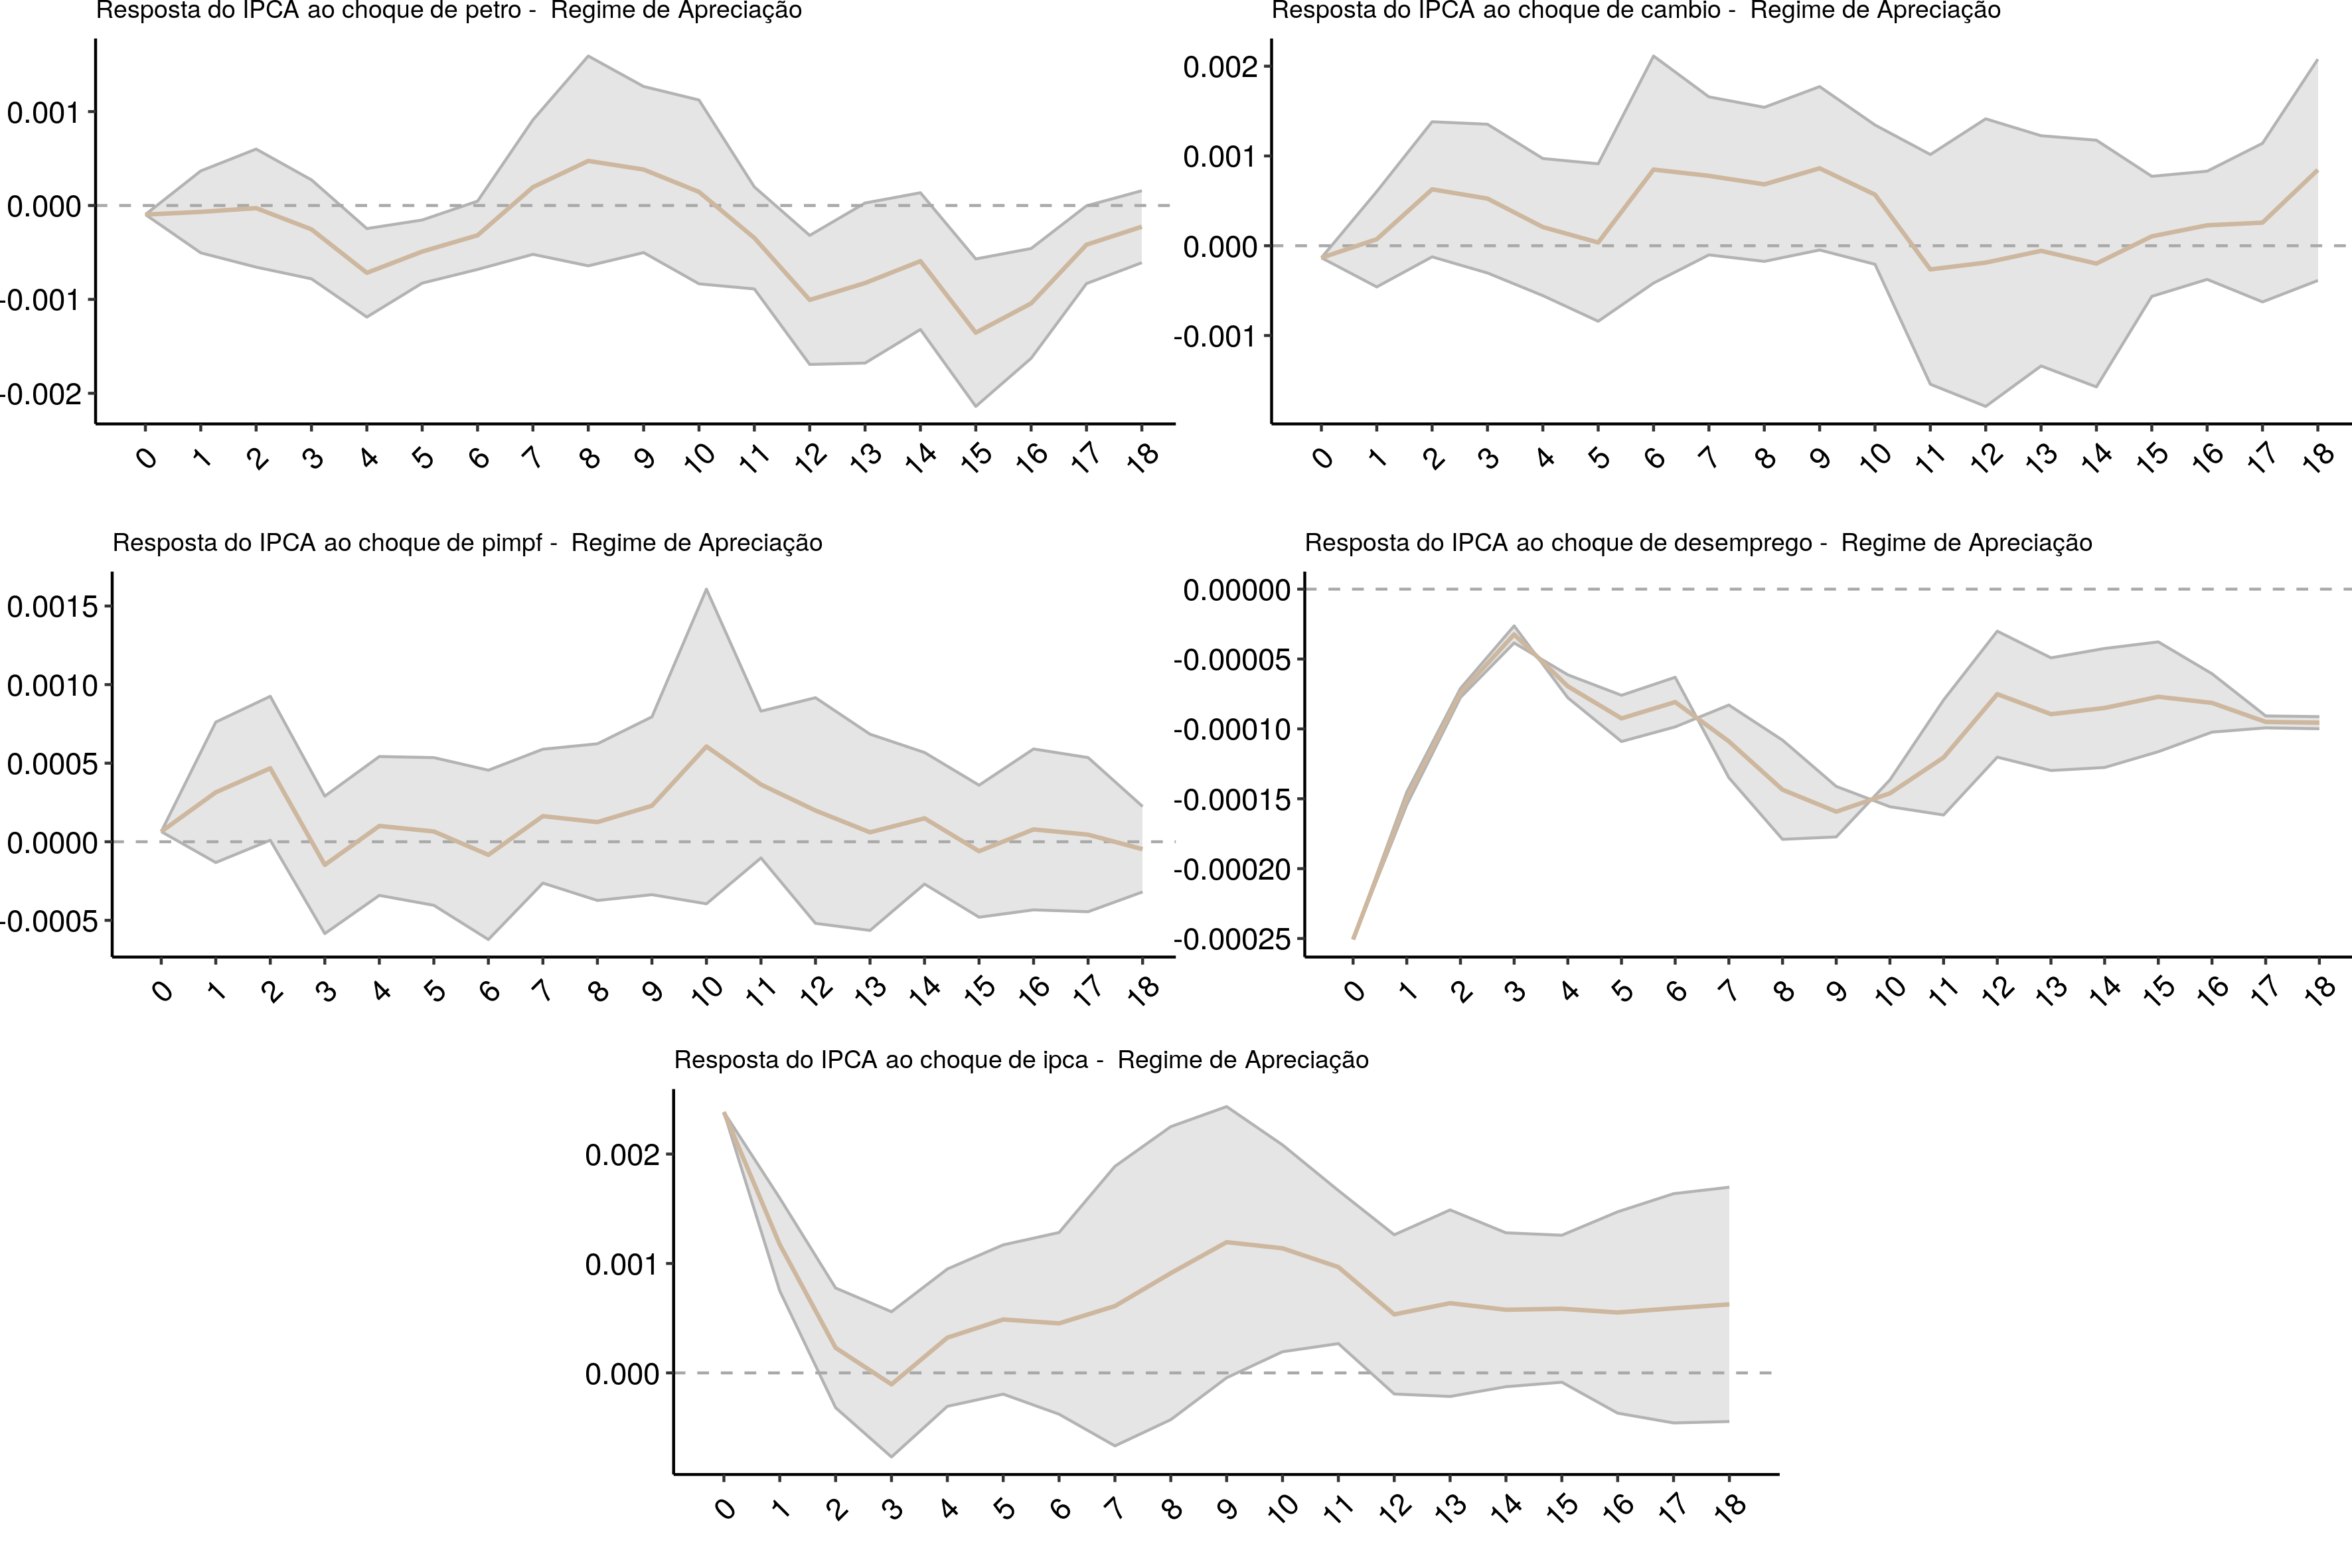 Resposta do IPCA ao choque de petro - Regime de Apreciação
0.001
0.000
-0.001
-0.002
0 1 2 3 4 5 6 7 8 9 10 11 12 13 14 15 16 17 18
Resposta do IPCA ao choque de cambio - Regime de Apreciação
0.002
0.001
0.000
-0.001
0 1 2 3 4 5 6 7 8 9 10 11 12 13 14 15 16 17 18
Resposta do IPCA ao choque de pimpf - Regime de Apreciação
0.0015
0.0010
0.0005
0.0000
-0.0005
0 1 2 3 4 5 6 7 8 9 10 11 12 13 14 15 16 17 18
Resposta do IPCA ao choque de desemprego - Regime de Apreciação
0.00000
-0.00005
-0.00010
-0.00015
-0.00020
-0.00025
0 1 2 3 4 5 6 7 8 9 10 11 12 13 14 15 16 17 18
Resposta do IPCA ao choque de ipca - Regime de Apreciação
0.002
0.001
0.000
0 1 2 3 4 5 6 7 8 9 10 11 12 13 14 15 16 17 18